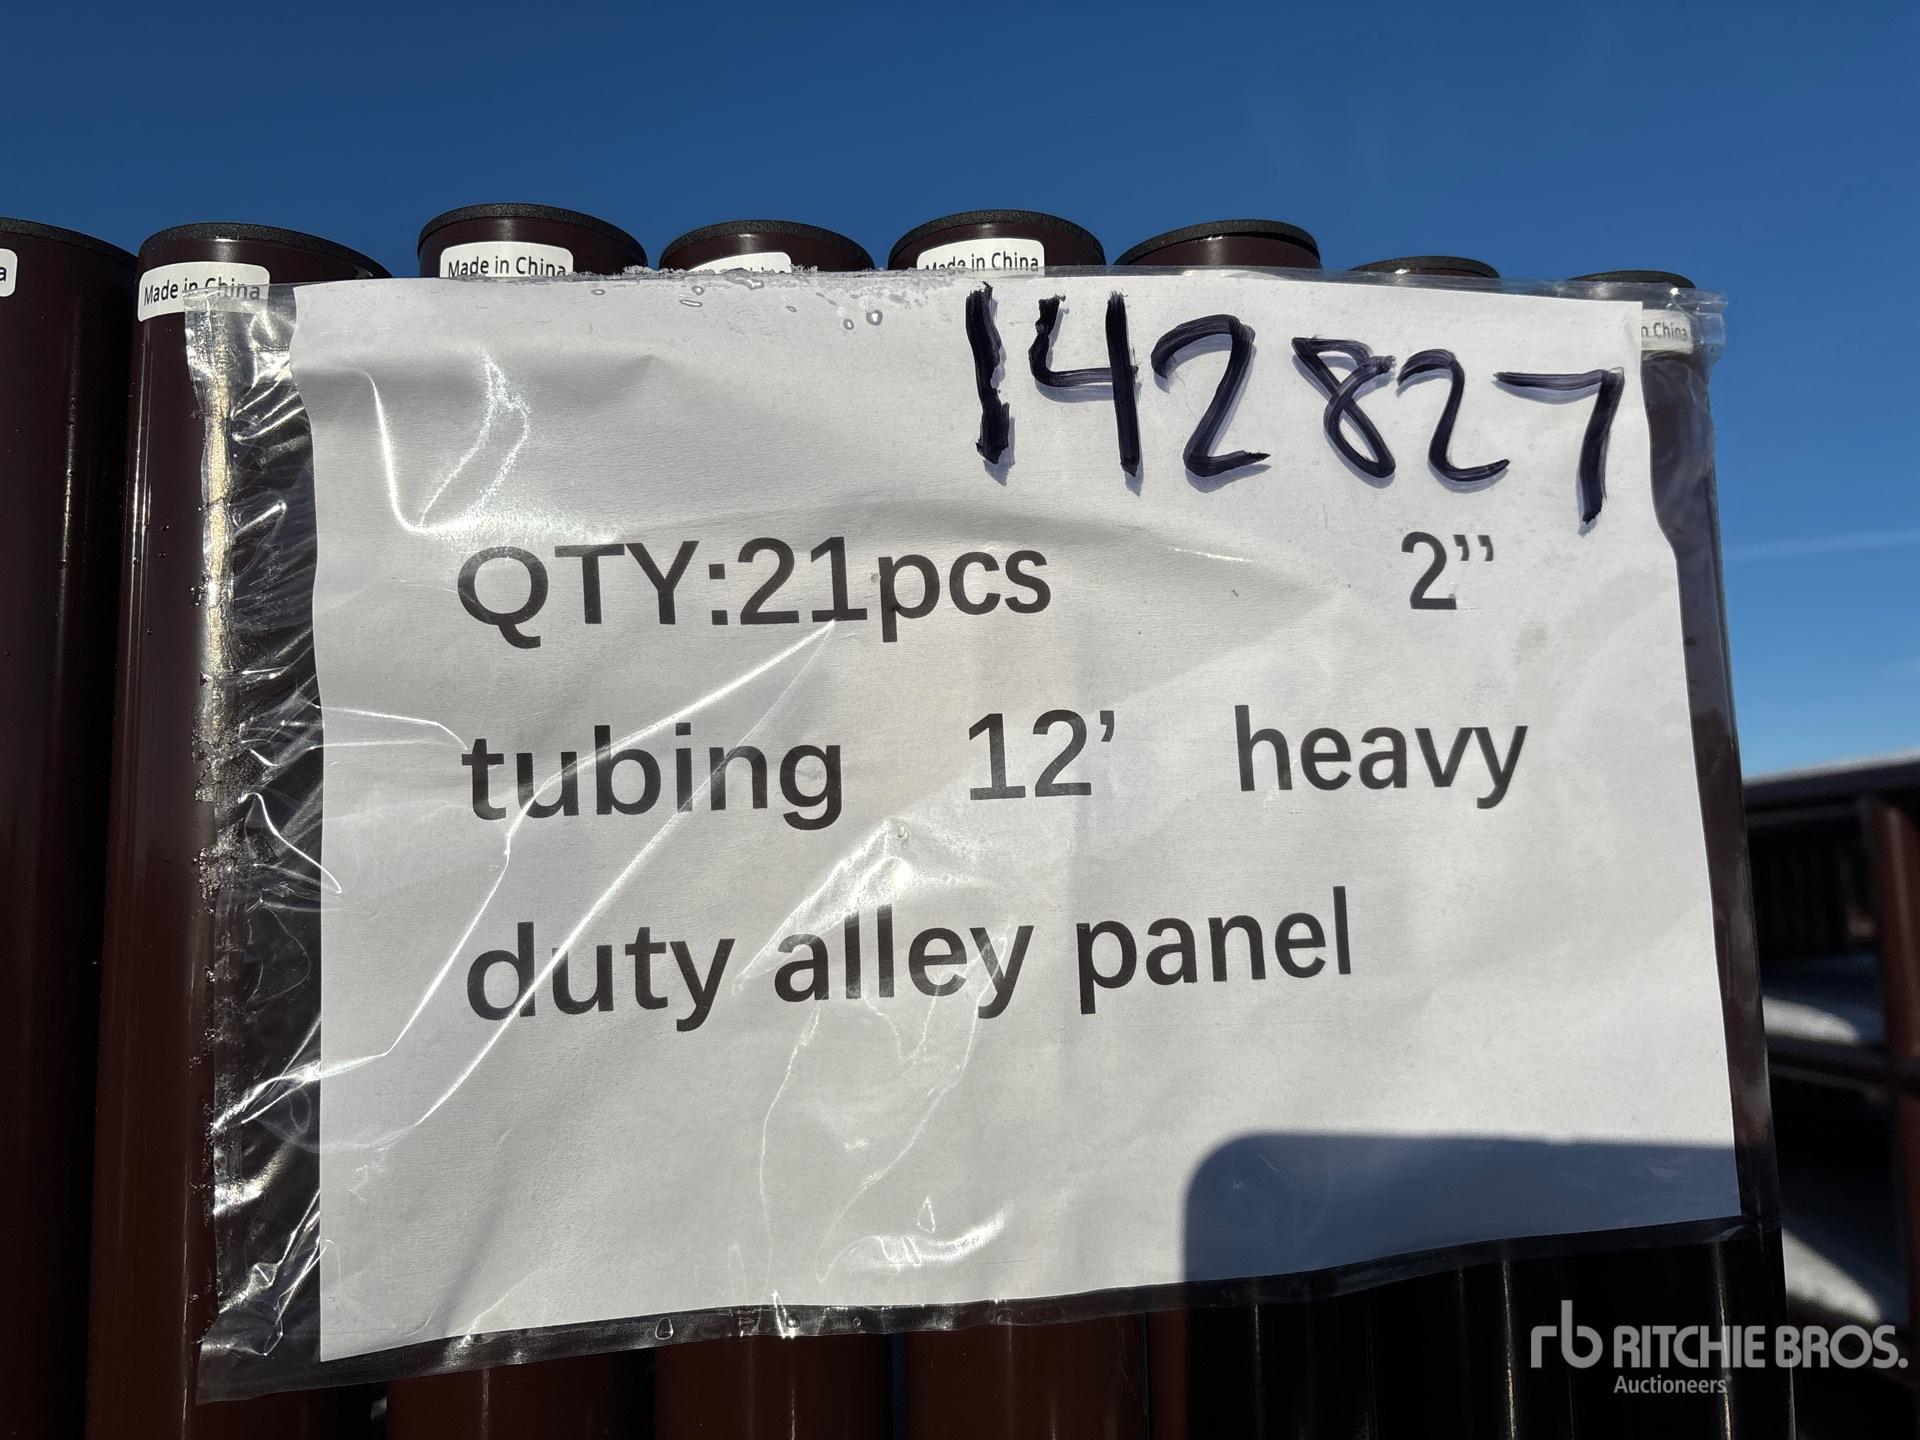 a
Made in China
Made in China
Made in China
n China
142827
QTY:21pcs 2”
tubing 12’ heavy
duty alley panel
rb RITCHIE BROS.
Auctioneers